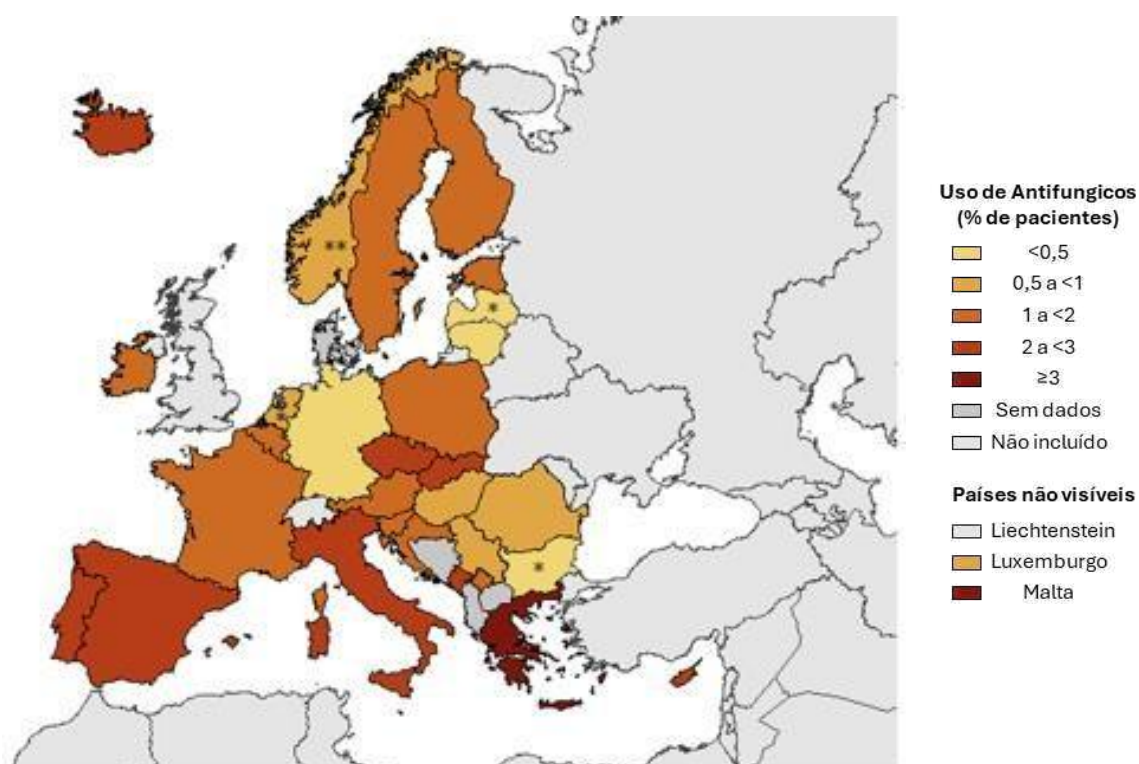 Uso de Antifungicos
(% de pacientes)
<0,5
0,5 a <1
1 a <2
2 a <3
≥3
Sem dados
Não incluído
Países não visíveis
Liechtenstein
Luxemburgo
Malta
**
*
*
*